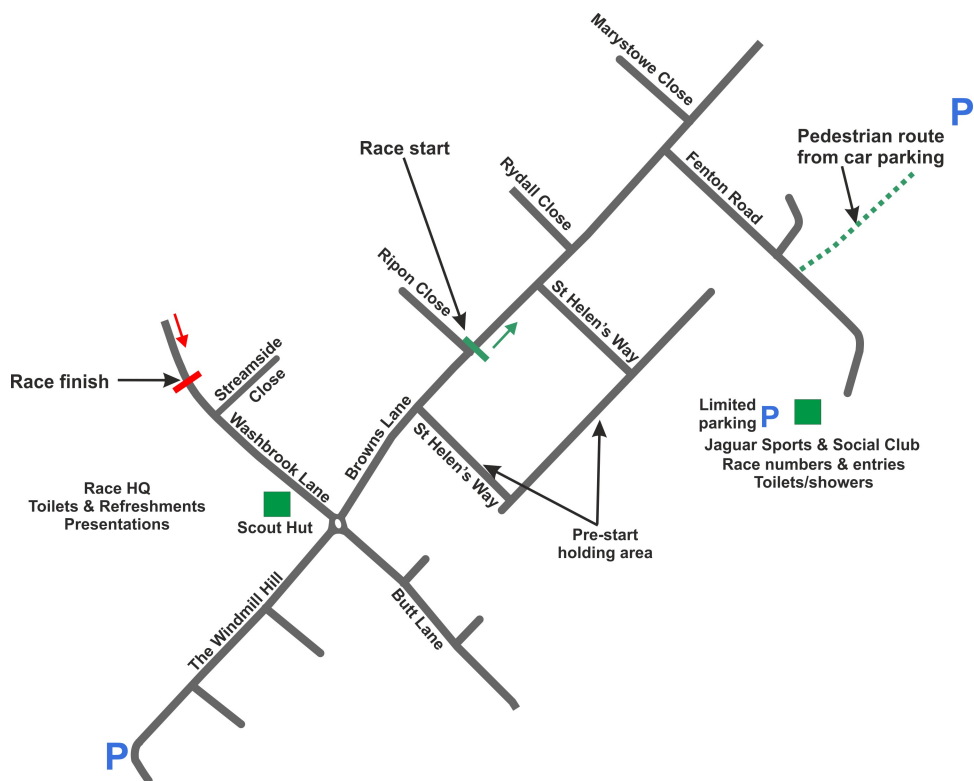 Marystowe Close
P
Pedestrian route
from car parking
Race start
Rydall Close
Fenton Road
Ripon Close
St Helen's Way
Race finish
Streamside
Close
Washbrook Lane
Browns Lane
St Helen's Way
Limited
parking P
Jaguar Sports & Social Club
Race numbers & entries
Toilets/showers
Race HQ
Toilets & Refreshments
Presentations
Scout Hut
Pre-start
holding area
The Windmill Hill
Butt Lane
P